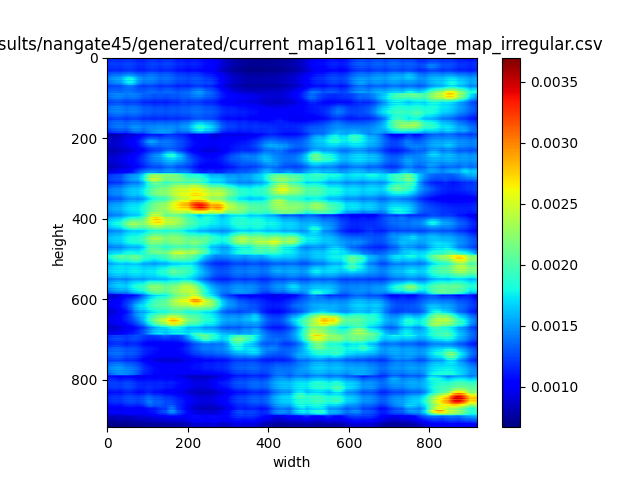 sults/nangate45/generated/current_map1611_voltage_map_irregular.csv
0
200
400
600
800
height
0 200 400 600 800
width
0.0035
0.0030
0.0025
0.0020
0.0015
0.0010